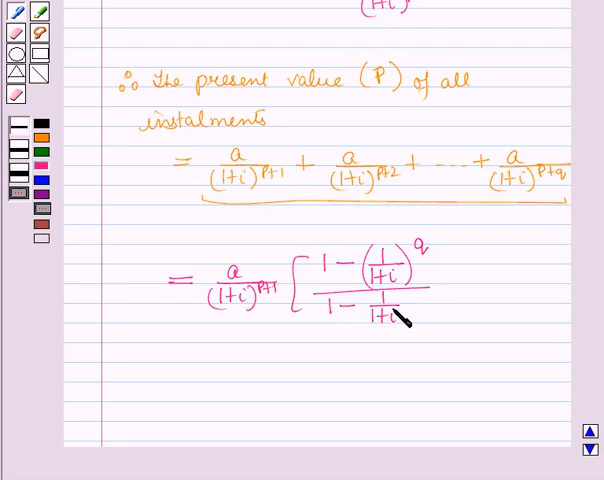 (1+i)
∴ The present value (P) of all
instalments
= a/(1+i)^(p+1) + a/(1+i)^(p+2) + ---- + a/(1+i)^(p+q)
= a/(1+i)^(p+1) [ (1 - (1/(1+i))^q) / (1 - 1/(1+i))